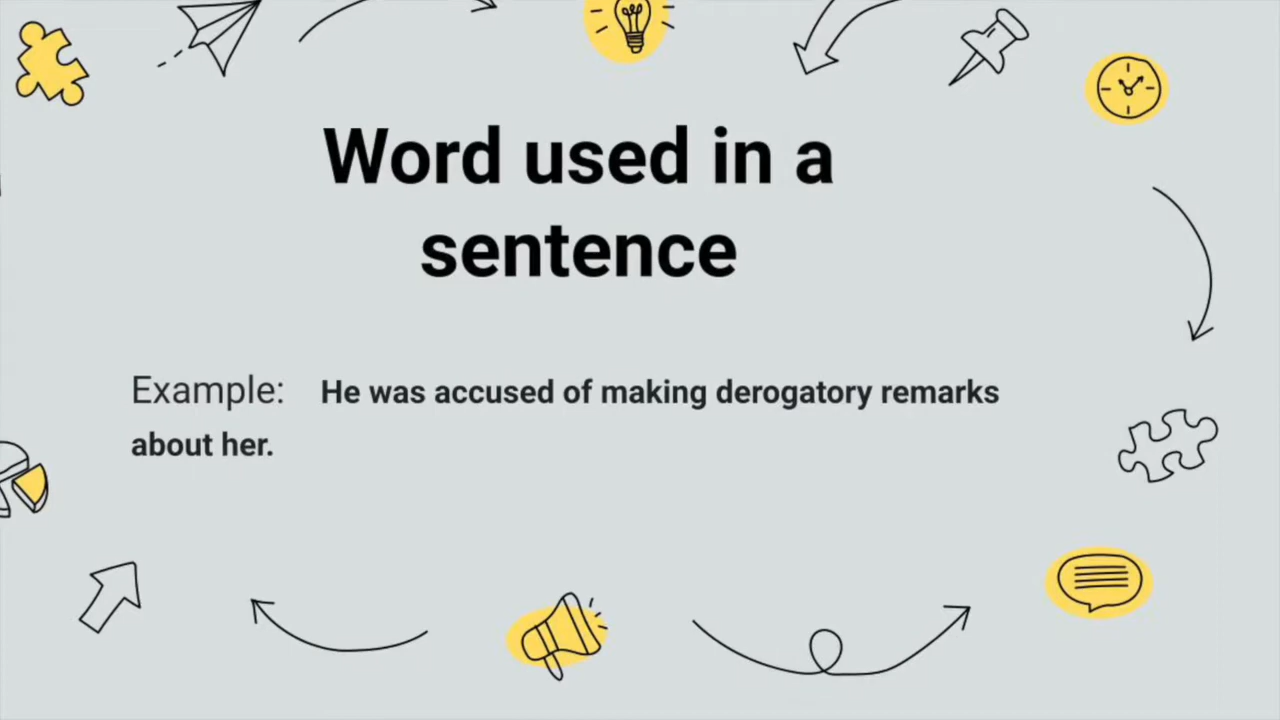 Word used in a
sentence
Example: He was accused of making derogatory remarks
about her.